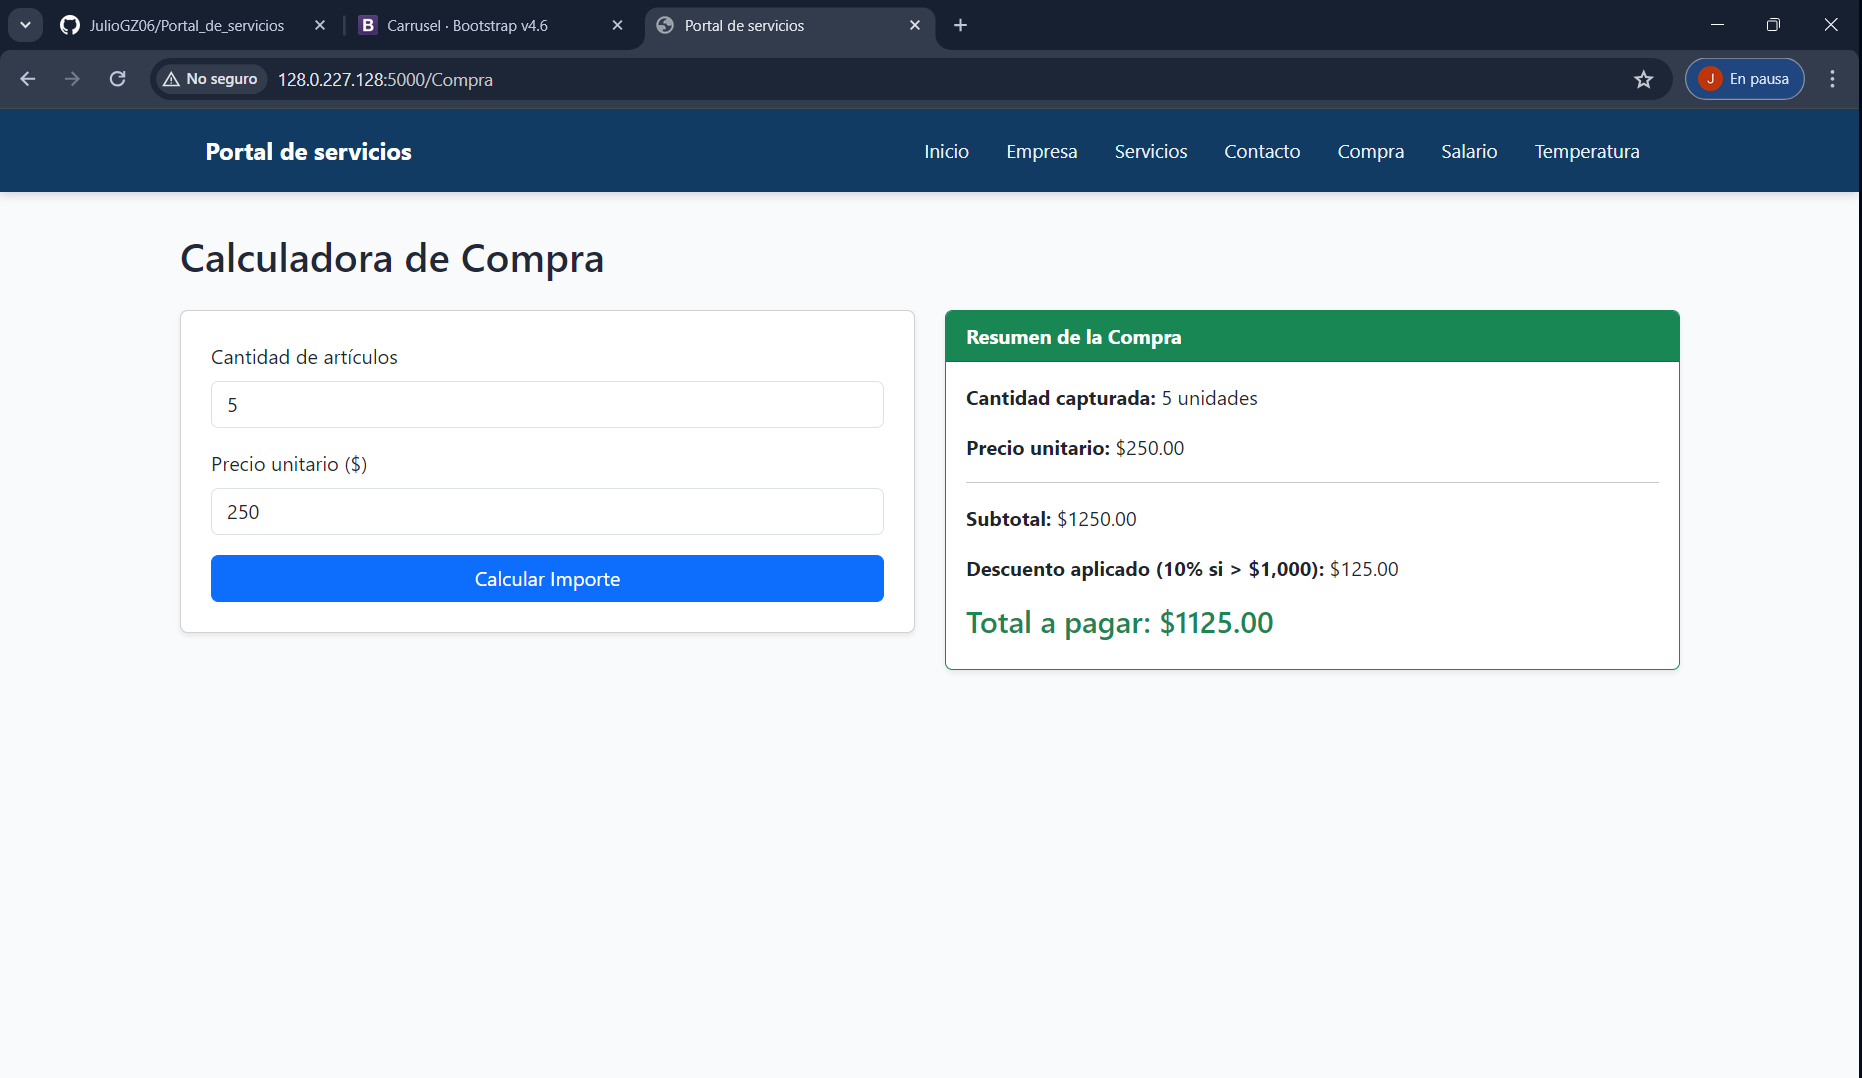 JulioGZ06/Portal_de_servicios
B Carrusel · Bootstrap v4.6
Portal de servicios
No seguro 128.0.227.128:5000/Compra
J En pausa
Portal de servicios
Inicio Empresa Servicios Contacto Compra Salario Temperatura
Calculadora de Compra
Cantidad de artículos
5
Precio unitario ($)
250
Calcular Importe
Resumen de la Compra
Cantidad capturada: 5 unidades
Precio unitario: $250.00
Subtotal: $1250.00
Descuento aplicado (10% si > $1,000): $125.00
Total a pagar: $1125.00